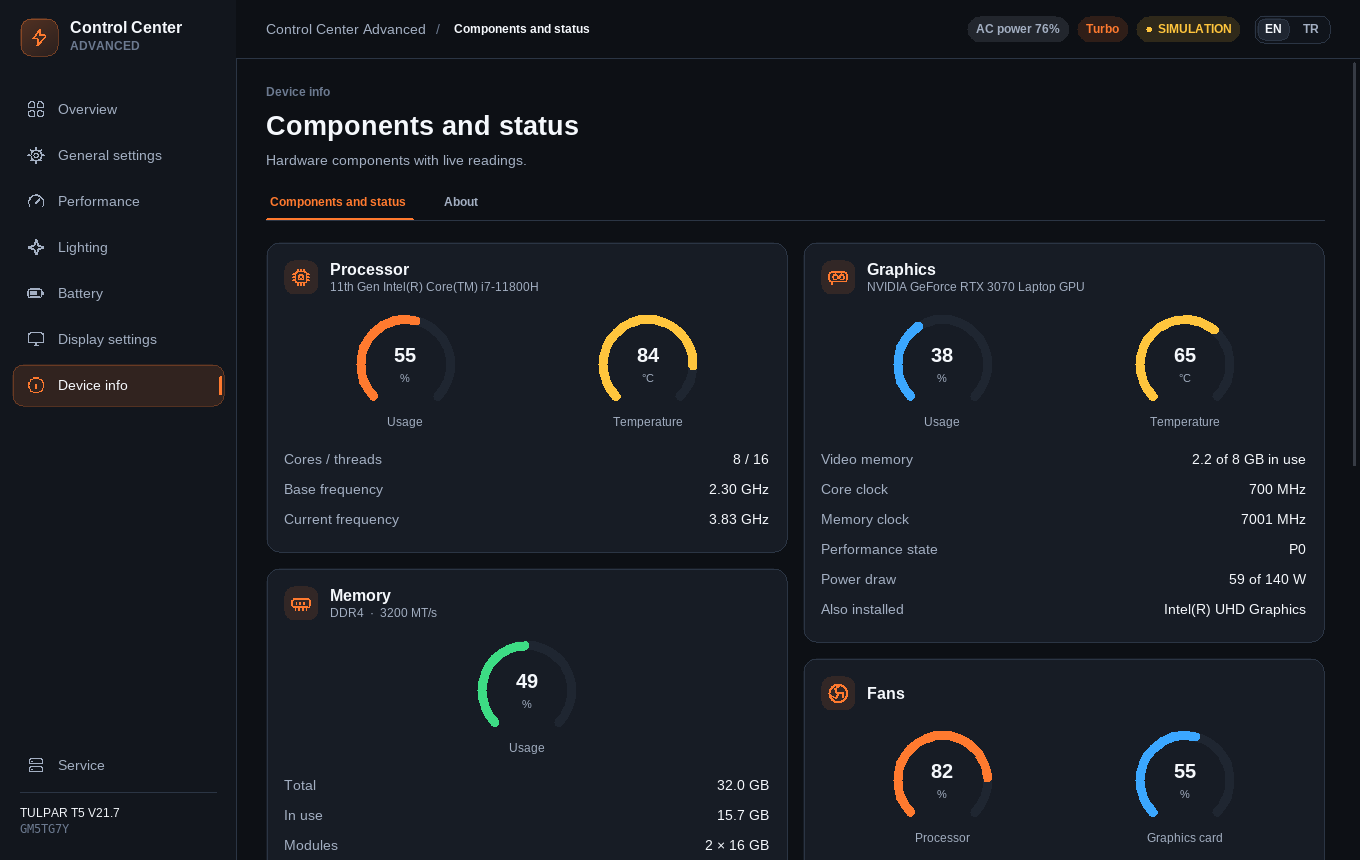 Control Center
ADVANCED
Overview
General settings
Performance
Lighting
Battery
Display settings
Device info
Service
TULPAR T5 V21.7
GM5TG7Y
Control Center Advanced / Components and status
AC power 76%
Turbo
SIMULATION
EN
TR
Device info
Components and status
Hardware components with live readings.
Components and status
About
Processor
11th Gen Intel(R) Core(TM) i7-11800H
55
%
Usage
84
°C
Temperature
Cores / threads 8 / 16
Base frequency 2.30 GHz
Current frequency 3.83 GHz
Memory
DDR4 · 3200 MT/s
49
%
Usage
Total 32.0 GB
In use 15.7 GB
Modules 2 × 16 GB
Graphics
NVIDIA GeForce RTX 3070 Laptop GPU
38
%
Usage
65
°C
Temperature
Video memory 2.2 of 8 GB in use
Core clock 700 MHz
Memory clock 7001 MHz
Performance state P0
Power draw 59 of 140 W
Also installed Intel(R) UHD Graphics
Fans
82
%
Processor
55
%
Graphics card